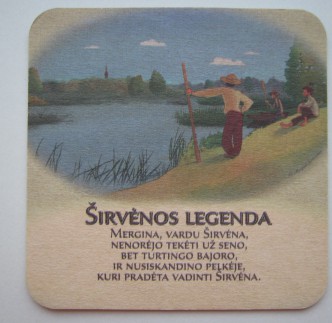 ŠIRVĖNOS LEGENDA
MERGINA, VARDU ŠIRVĖNA,
NENORĖJO TEKĖTI UŽ SENO,
BET TURTINGO BAJORO,
IR NUSISKANDINO PELKĖJE,
KURI PRADĖTA VADINTI ŠIRVĖNA.